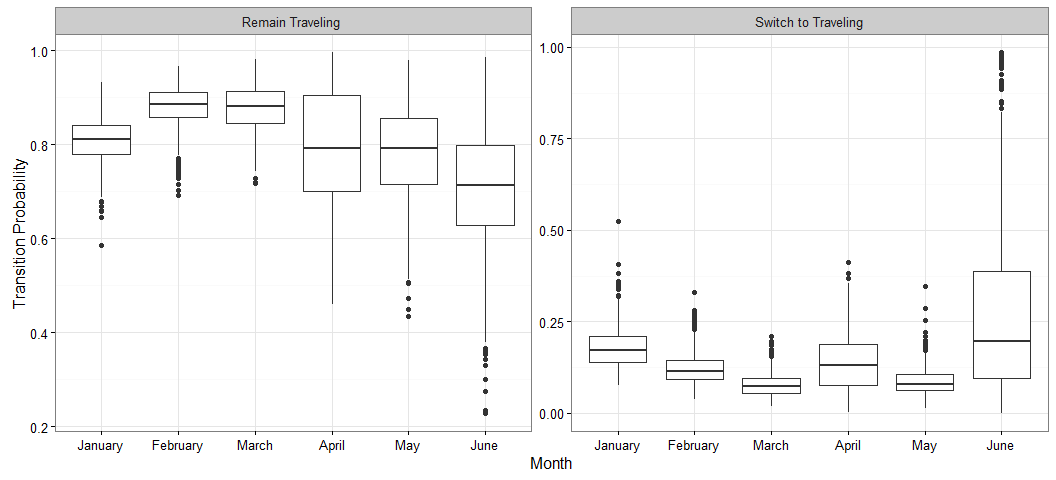 Remain Traveling
Switch to Traveling
Transition Probability
1.0
0.8
0.6
0.4
0.2
1.00
0.75
0.50
0.25
0.00
January February March April May June
January February March April May June
Month